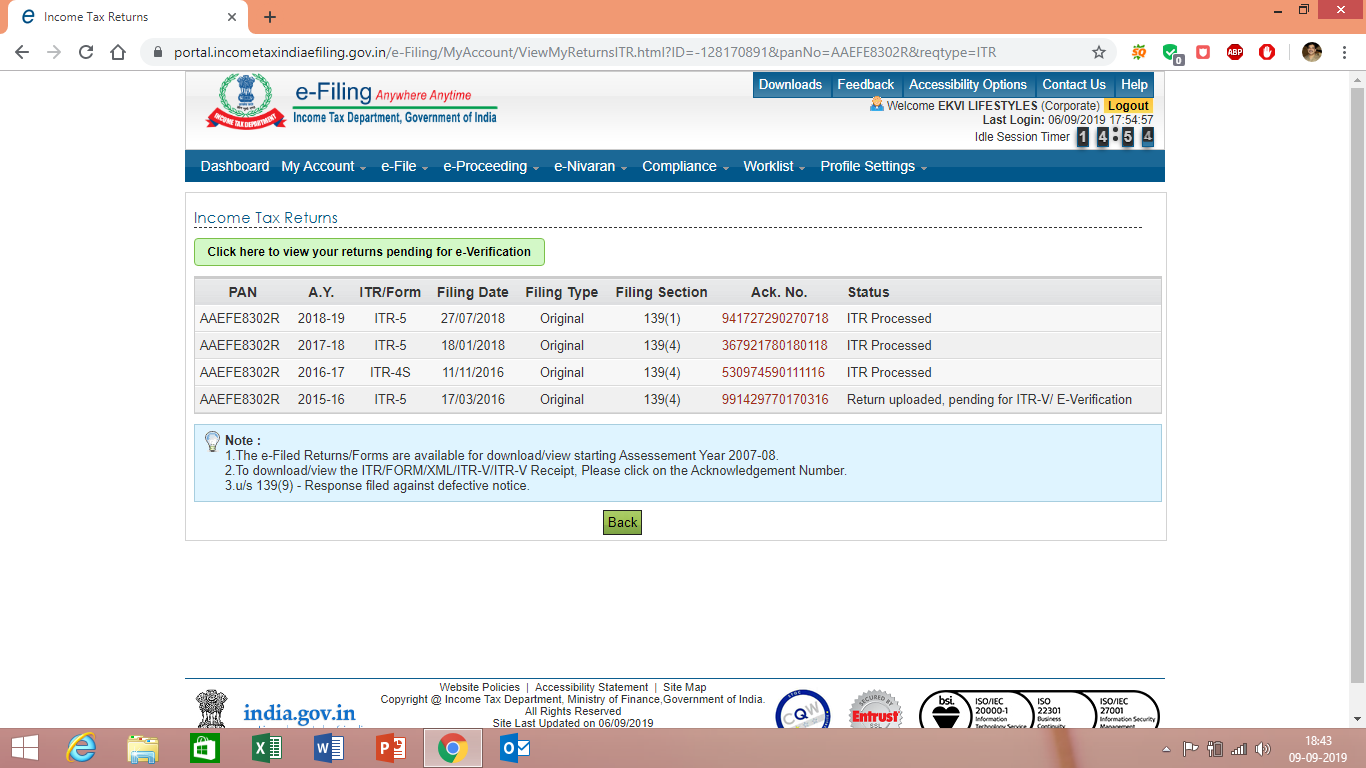 Income Tax Returns
portal.incometaxindiaefiling.gov.in/e-Filing/MyAccount/ViewMyReturnsITR.html?ID=-128170891&panNo=AAEFE8302R&reqtype=ITR
0
ABP
e-Filing Anywhere Anytime
Income Tax Department, Government of India
INCOME TAX DEPARTMENT
Downloads Feedback Accessibility Options Contact Us Help
Welcome EKVI LIFESTYLES (Corporate) Logout
Last Login: 06/09/2019 17:54:57
Idle Session Timer 1 4 : 5 4
Dashboard My Account e-File e-Proceeding e-Nivaran Compliance Worklist Profile Settings
Income Tax Returns
Click here to view your returns pending for e-Verification
PAN A.Y. ITR/Form Filing Date Filing Type Filing Section Ack. No. Status
AAEFE8302R 2018-19 ITR-5 27/07/2018 Original 139(1) 941727290270718 ITR Processed
AAEFE8302R 2017-18 ITR-5 18/01/2018 Original 139(4) 367921780180118 ITR Processed
AAEFE8302R 2016-17 ITR-4S 11/11/2016 Original 139(4) 530974590111116 ITR Processed
AAEFE8302R 2015-16 ITR-5 17/03/2016 Original 139(4) 991429770170316 Return uploaded, pending for ITR-V/ E-Verification
Note :
1.The e-Filed Returns/Forms are available for download/view starting Assessement Year 2007-08.
2.To download/view the ITR/FORM/XML/ITR-V/ITR-V Receipt, Please click on the Acknowledgement Number.
3.u/s 139(9) - Response filed against defective notice.
Back
Website Policies | Accessibility Statement | Site Map
Copyright @ Income Tax Department, Ministry of Finance,Government of India.
All Rights Reserved
Site Last Updated on 06/09/2019
india.gov.in
CQW
SECURED BY
Entrust
SSL
bsi.
ISO/IEC
20000-1
Information
ISO
22301
Business
Continuity
ISO/IEC
27001
Information Security
18:43
09-09-2019